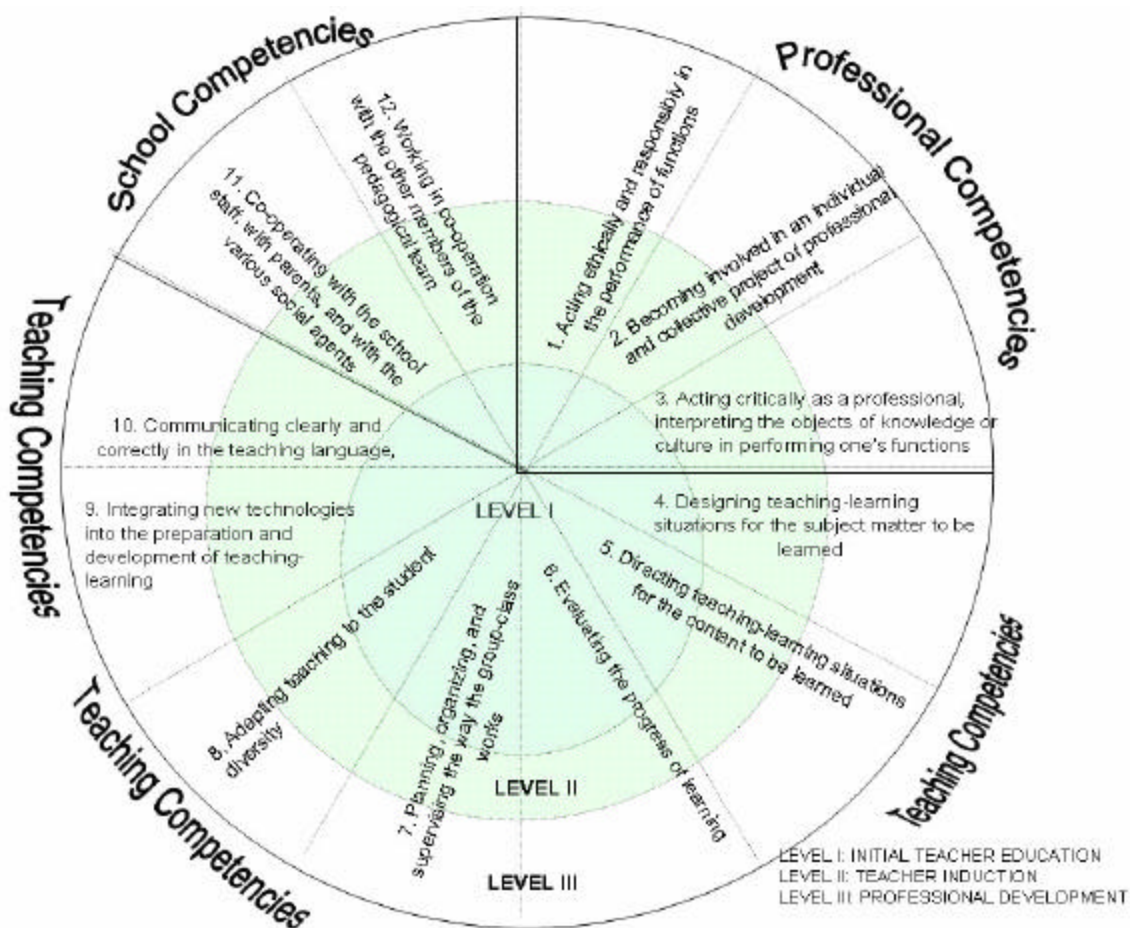 School Competencies
Professional Competencies
Teaching Competencies
Teaching Competencies
Teaching Competencies
1. Acting ethically and responsibly in
the performance of functions
2. Becoming involved in an individual
and collective project of professional
development
3. Acting critically as a professional,
interpreting the objects of knowledge or
culture in performing one's functions
4. Designing teaching-learning
situations for the subject matter to be
learned
5. Directing teaching-learning situations
for the content to be learned
6. Evaluating the progress of learning
7. Planning, organizing, and
supervising the way the group-class
works
8. Adapting teaching to the student
diversity
9. Integrating new technologies
into the preparation and
development of teaching-
learning
10. Communicating clearly and
correctly in the teaching language,
11. Co-operating with the school
staff, with parents, and with the
various social agents
12. Working in co-operation
with the other members of the
pedagogical team
LEVEL I
LEVEL II
LEVEL III
LEVEL I: INITIAL TEACHER EDUCATION
LEVEL II: TEACHER INDUCTION
LEVEL III: PROFESSIONAL DEVELOPMENT